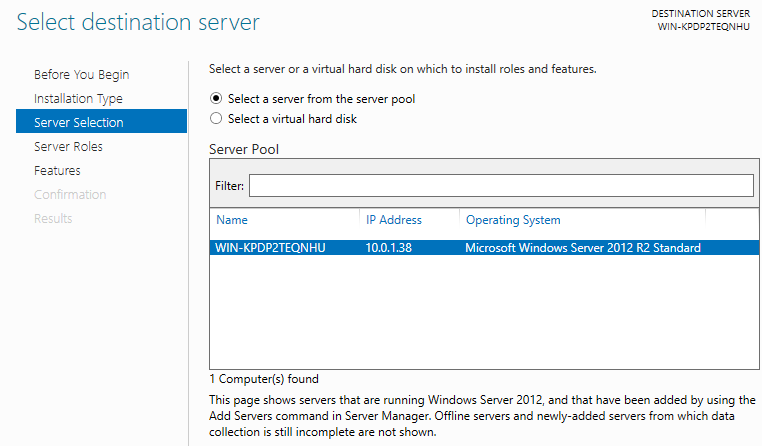 Select destination server
DESTINATION SERVER
WIN-KPDP2TEQNHU
Before You Begin
Installation Type
Server Selection
Server Roles
Features
Confirmation
Results
Select a server or a virtual hard disk on which to install roles and features.
Select a server from the server pool
Select a virtual hard disk
Server Pool
Filter:
Name IP Address Operating System
WIN-KPDP2TEQNHU 10.0.1.38 Microsoft Windows Server 2012 R2 Standard
1 Computer(s) found
This page shows servers that are running Windows Server 2012, and that have been added by using the
Add Servers command in Server Manager. Offline servers and newly-added servers from which data
collection is still incomplete are not shown.